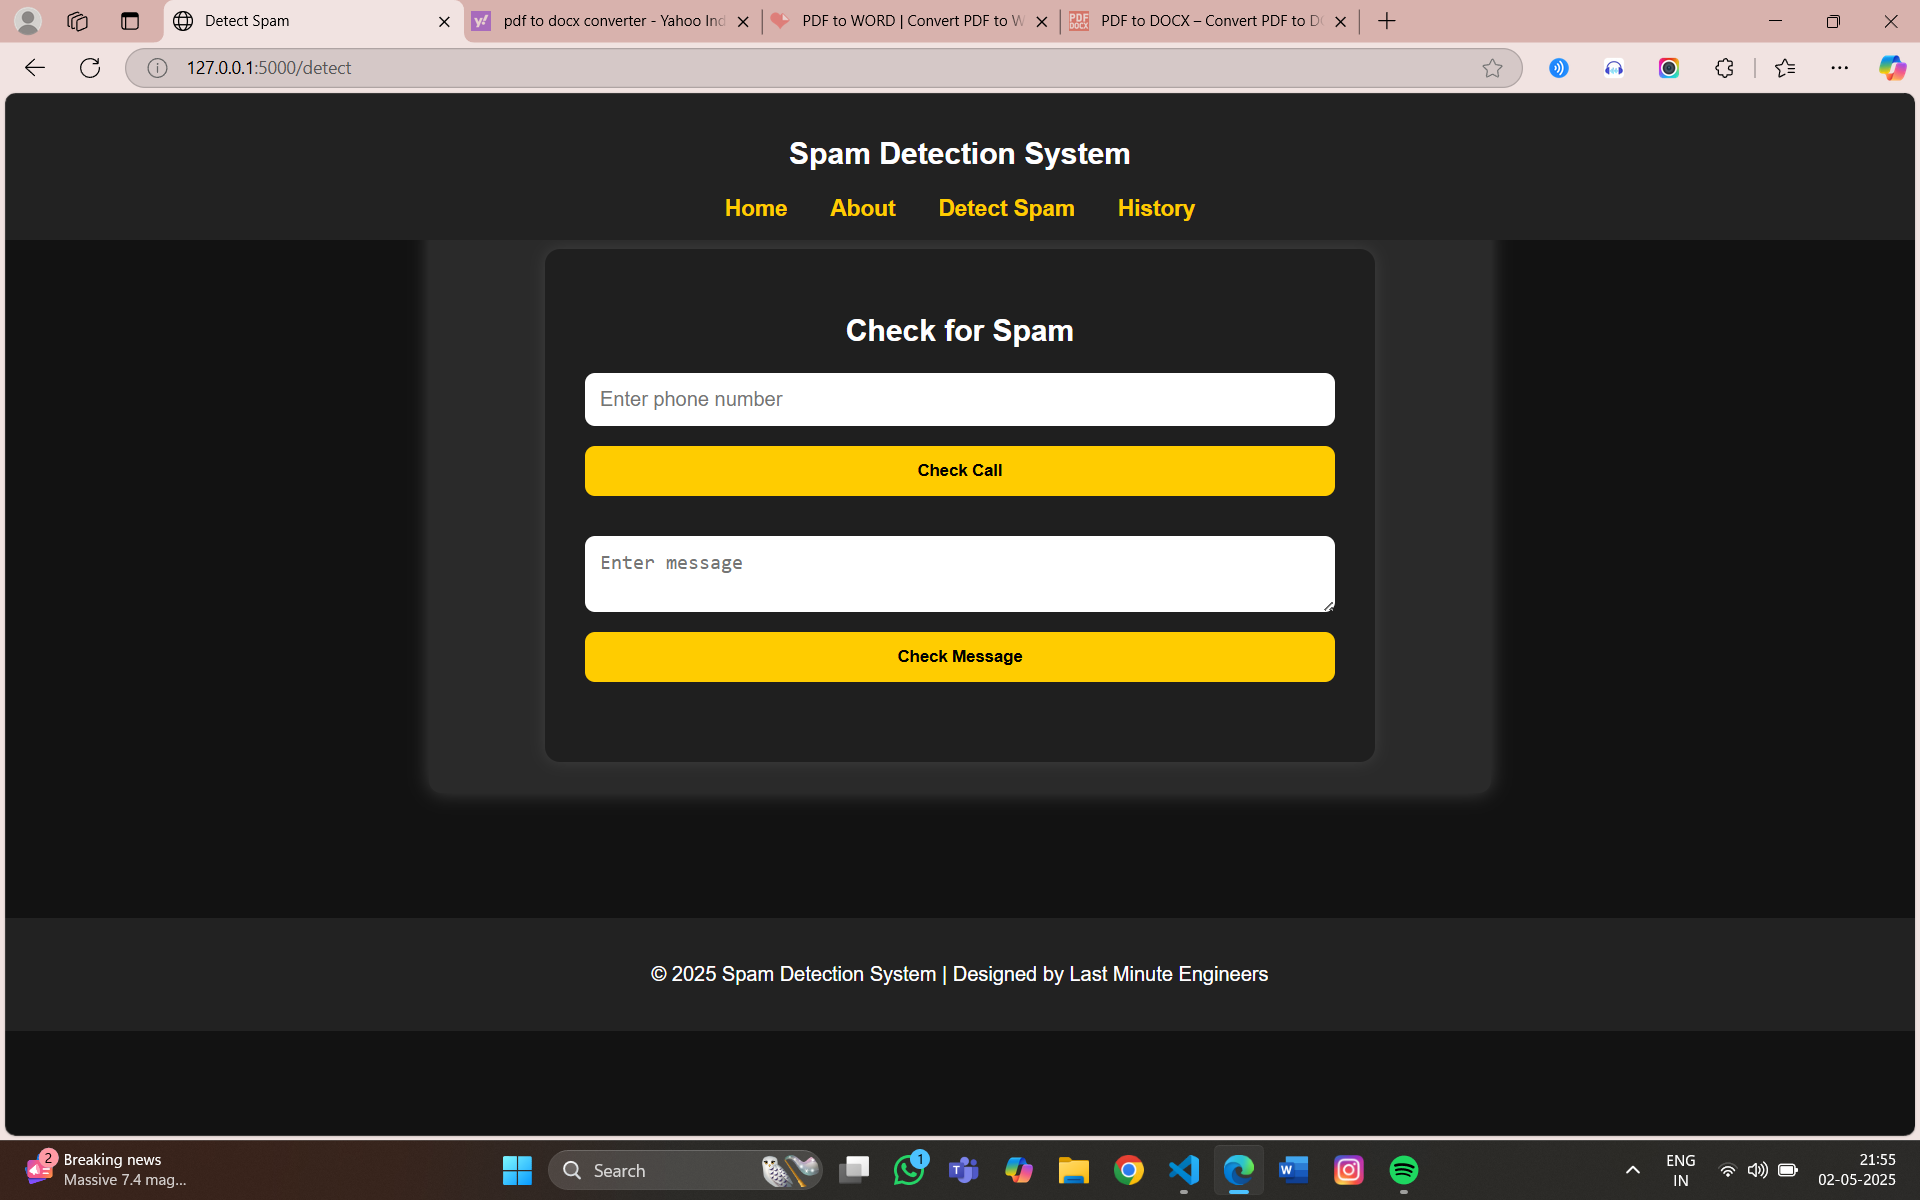 Detect Spam
pdf to docx converter - Yahoo Ind
PDF to WORD | Convert PDF to W
PDF DOCX
PDF to DOCX – Convert PDF to DO
127.0.0.1:5000/detect
Spam Detection System
Home About Detect Spam History
Check for Spam
Enter phone number
Check Call
Enter message
Check Message
© 2025 Spam Detection System | Designed by Last Minute Engineers
2
Breaking news
Massive 7.4 mag...
Search
1
ENG
IN
21:55
02-05-2025